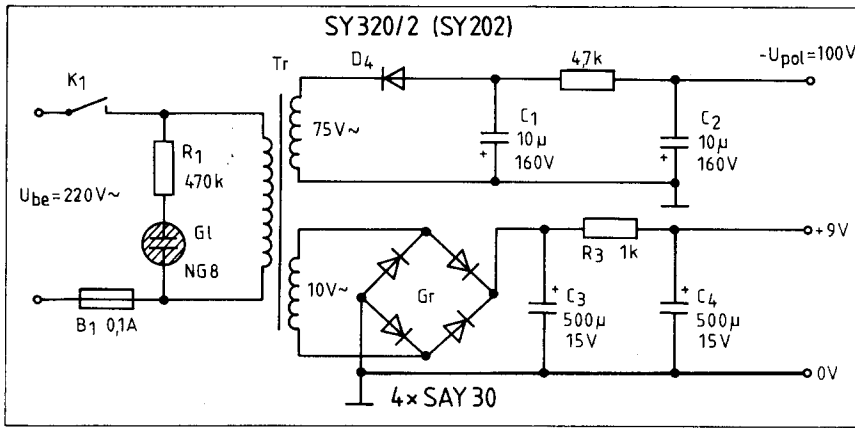 SY320/2 (SY202)
K1
Tr
D4
4,7k
-Upol=100V
R1
470k
75V~
C1
10µ
160V
+
C2
10µ
160V
+
Ube=220V~
Gl
NG8
B1 0,1A
10V~
Gr
R3 1k
+9V
+
C3
500µ
15V
+
C4
500µ
15V
0V
4×SAY30